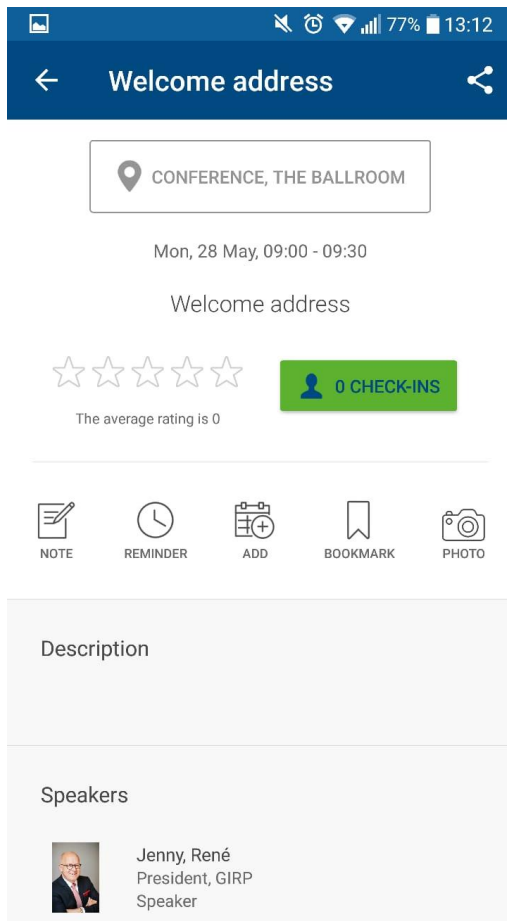 77% 13:12
Welcome address
CONFERENCE, THE BALLROOM
Mon, 28 May, 09:00 - 09:30
Welcome address
The average rating is 0
0 CHECK-INS
NOTE REMINDER ADD BOOKMARK PHOTO
Description
Speakers
Jenny, René
President, GIRP
Speaker